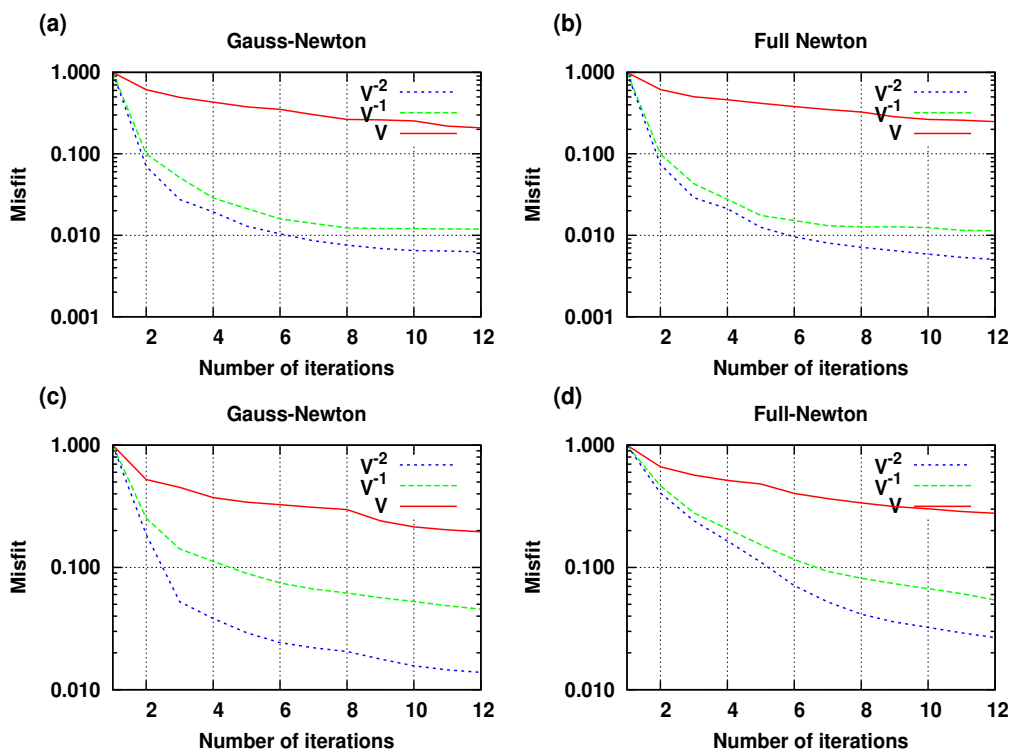 (a)
Gauss-Newton
1.000
0.100
0.010
0.001
Misfit
V-2
V-1
V
2 4 6 8 10 12
Number of iterations
(b)
Full Newton
1.000
0.100
0.010
0.001
Misfit
V-2
V-1
V
2 4 6 8 10 12
Number of iterations
(c)
Gauss-Newton
1.000
0.100
0.010
Misfit
V-2
V-1
V
2 4 6 8 10 12
Number of iterations
(d)
Full-Newton
1.000
0.100
0.010
Misfit
V-2
V-1
V
2 4 6 8 10 12
Number of iterations